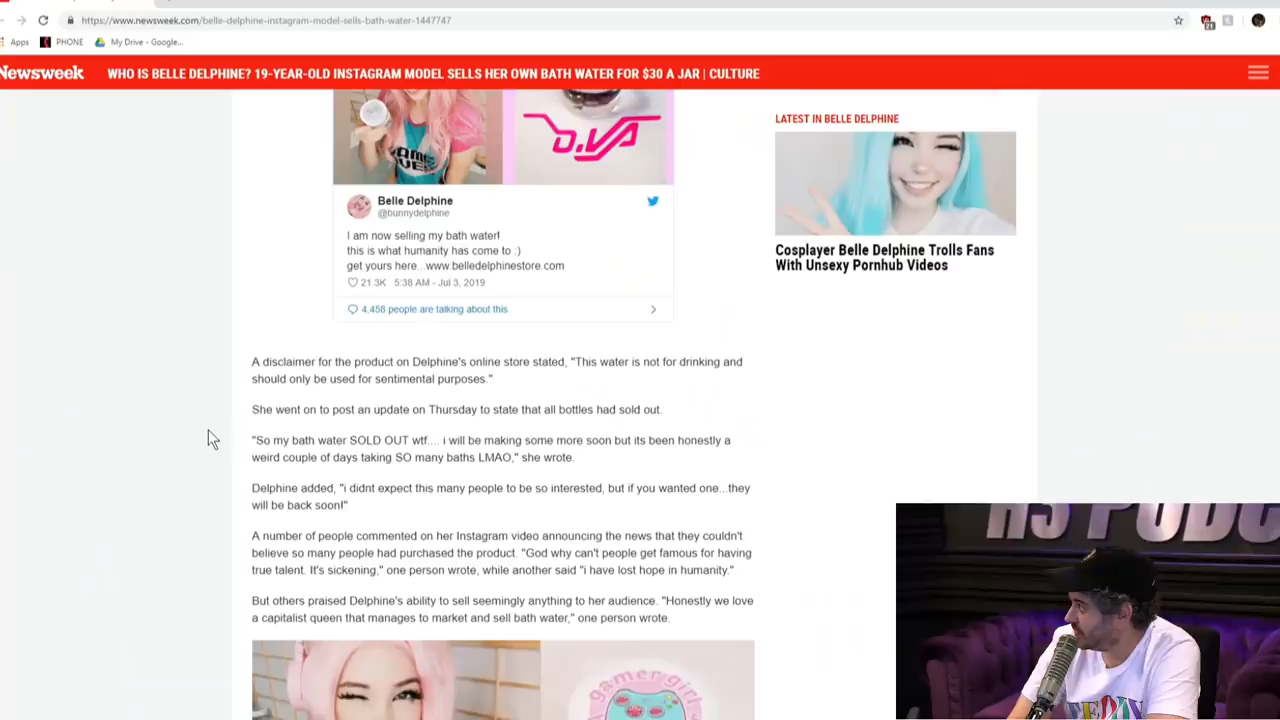 https://www.newsweek.com/belle-delphine-instagram-model-sells-bath-water-1447747
21
Apps PHONE My Drive - Google...
Newsweek WHO IS BELLE DELPHINE? 19-YEAR-OLD INSTAGRAM MODEL SELLS HER OWN BATH WATER FOR $30 A JAR | CULTURE
GAME
D.VA
Belle Delphine
@bunnydelphine
I am now selling my bath water!
this is what humanity has come to :)
get yours here.. www.belledelphinestore.com
21.3K 5:38 AM - Jul 3, 2019
4,458 people are talking about this
LATEST IN BELLE DELPHINE
Cosplayer Belle Delphine Trolls Fans
With Unsexy Pornhub Videos
A disclaimer for the product on Delphine's online store stated, "This water is not for drinking and
should only be used for sentimental purposes."
She went on to post an update on Thursday to state that all bottles had sold out.
"So my bath water SOLD OUT wtf.... i will be making some more soon but its been honestly a
weird couple of days taking SO many baths LMAO," she wrote.
Delphine added, "i didnt expect this many people to be so interested, but if you wanted one...they
will be back soon!"
A number of people commented on her Instagram video announcing the news that they couldn't
believe so many people had purchased the product. "God why can't people get famous for having
true talent. It's sickening," one person wrote, while another said "i have lost hope in humanity."
But others praised Delphine's ability to sell seemingly anything to her audience. "Honestly we love
a capitalist queen that manages to market and sell bath water," one person wrote.
gamer girl
H3 PODC